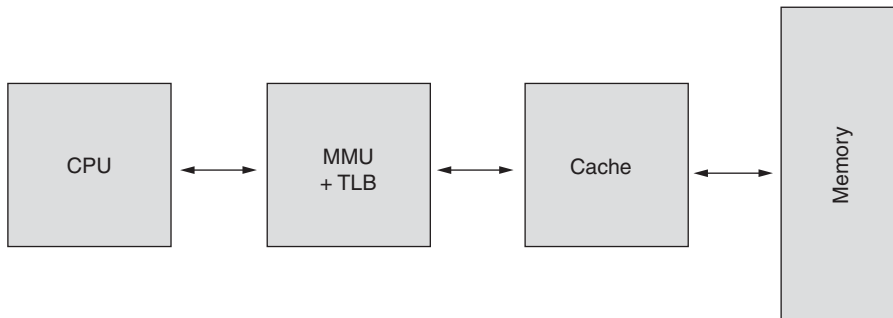 CPU
MMU
+ TLB
Cache
Memory